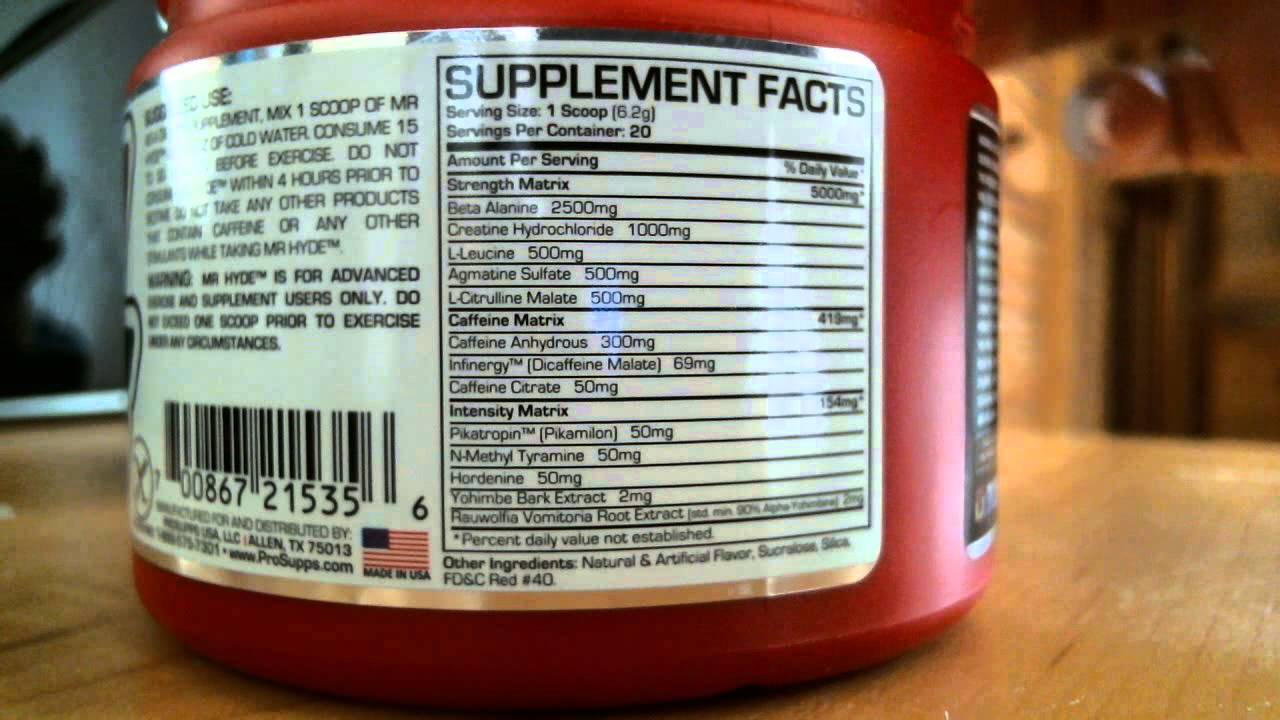 USE:
SUPPLEMENT, MIX 1 SCOOP OF MR
OF COLD WATER. CONSUME 15
BEFORE EXERCISE. DO NOT
WITHIN 4 HOURS PRIOR TO
TAKE ANY OTHER PRODUCTS
THAT CONTAIN CAFFEINE OR ANY OTHER
STIMULANTS WHILE TAKING MR HYDE™.
WARNING: MR HYDE™ IS FOR ADVANCED
EXERCISE AND SUPPLEMENT USERS ONLY. DO
NOT EXCEED ONE SCOOP PRIOR TO EXERCISE
UNDER ANY CIRCUMSTANCES.
7 00867 21535 6
MANUFACTURED FOR AND DISTRIBUTED BY:
PROSUPPS USA, LLC | ALLEN, TX 75013
www.ProSupps.com
MADE IN USA
SUPPLEMENT FACTS
Serving Size: 1 Scoop (6.2g)
Servings Per Container: 20
Amount Per Serving % Daily Value*
Strength Matrix 5000mg*
Beta Alanine 2500mg
Creatine Hydrochloride 1000mg
L-Leucine 500mg
Agmatine Sulfate 500mg
L-Citrulline Malate 500mg
Caffeine Matrix 419mg*
Caffeine Anhydrous 300mg
Infinergy™ (Dicaffeine Malate) 69mg
Caffeine Citrate 50mg
Intensity Matrix 154mg*
Pikatropin™ (Pikamilon) 50mg
N-Methyl Tyramine 50mg
Hordenine 50mg
Yohimbe Bark Extract 2mg
Rauwolfia Vomitoria Root Extract (std. min. 90% Alpha-Yohimbine) 2mg
*Percent daily value not established.
Other Ingredients: Natural & Artificial Flavor, Sucralose, Silica,
FD&C Red #40.